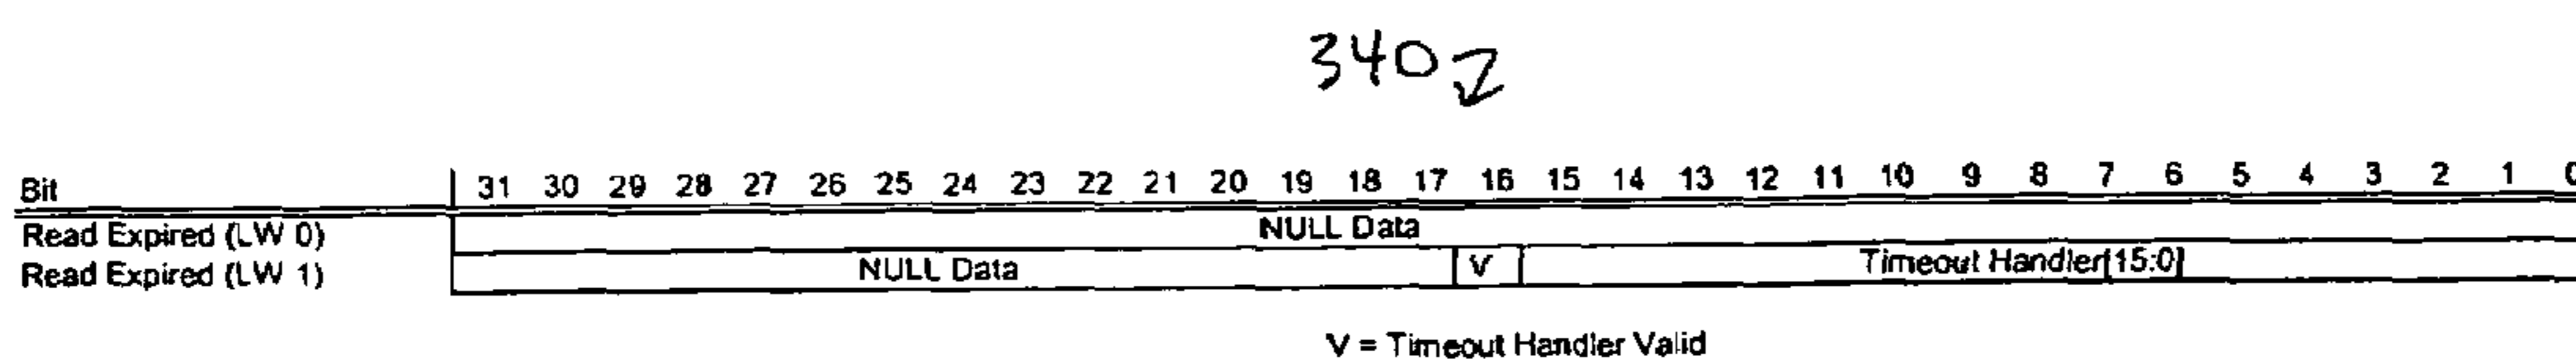 340
Bit 31 30 29 28 27 26 25 24 23 22 21 20 19 18 17 16 15 14 13 12 11 10 9 8 7 6 5 4 3 2 1 0
Read Expired (LW 0) NULL Data
Read Expired (LW 1) NULL Data V Timeout Handler[15:0]
V = Timeout Handler Valid